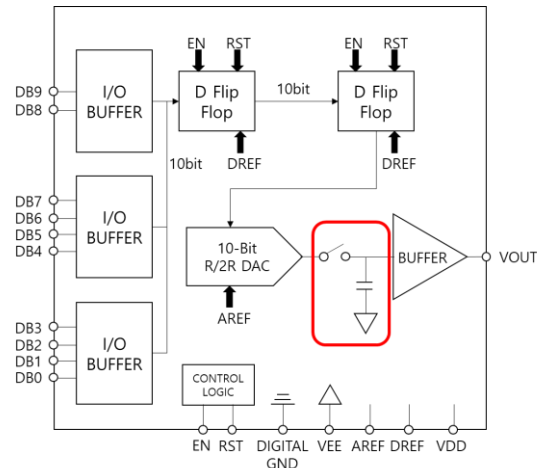 EN RST
EN RST
DB9
DB8
I/O
BUFFER
D Flip
Flop
10bit
D Flip
Flop
10bit
DREF
DREF
DB7
DB6
DB5
DB4
I/O
BUFFER
10-Bit
R/2R DAC
BUFFER
VOUT
AREF
DB3
DB2
DB1
DB0
I/O
BUFFER
CONTROL
LOGIC
EN RST DIGITAL GND VEE AREF DREF VDD